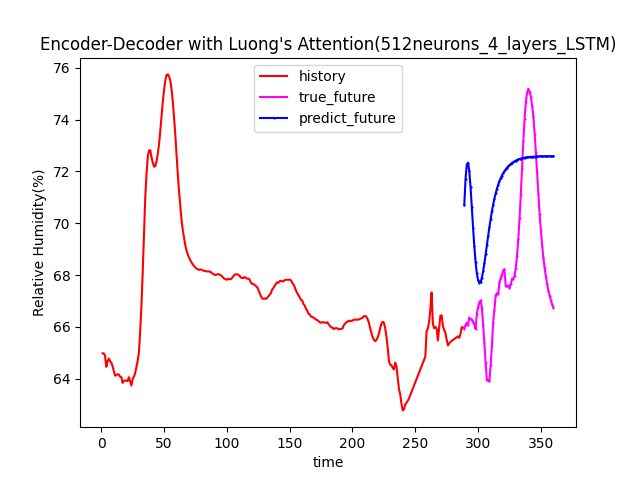 Encoder-Decoder with Luong's Attention(512neurons_4_layers_LSTM)
history
true_future
predict_future
Relative Humidity(%)
76
74
72
70
68
66
64
0 50 100 150 200 250 300 350
time